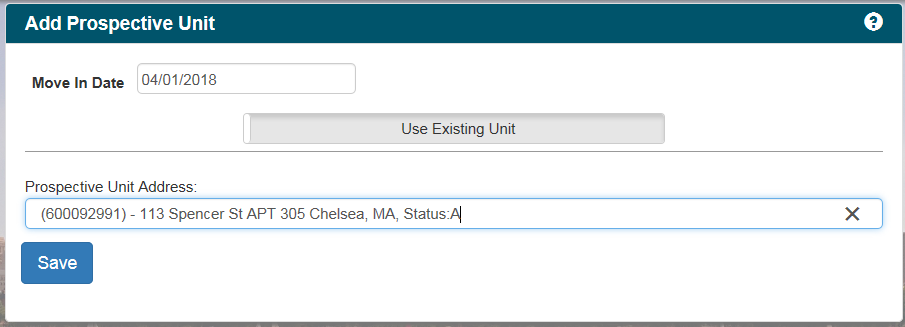 Add Prospective Unit
?
Move In Date 04/01/2018
Use Existing Unit
Prospective Unit Address:
(600092991) - 113 Spencer St APT 305 Chelsea, MA, Status:A
Save